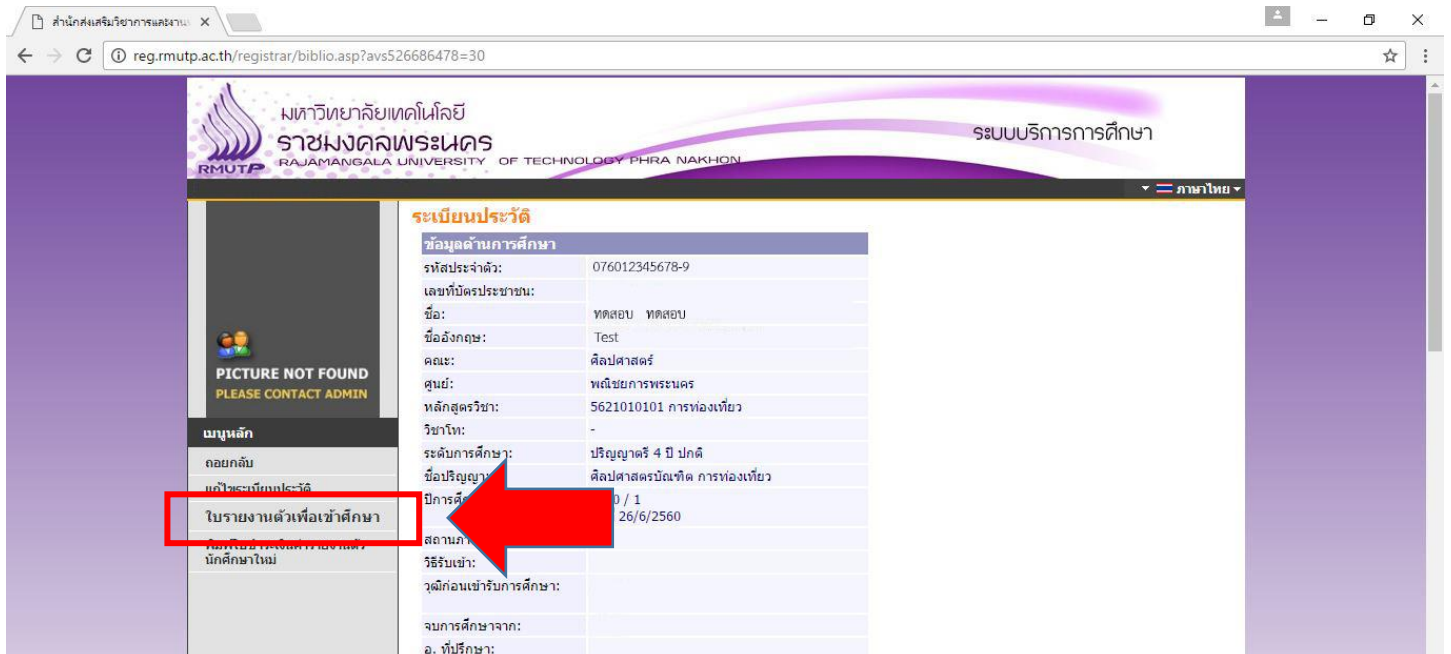 สำนักส่งเสริมวิชาการและงาน
reg.rmutp.ac.th/registrar/biblio.asp?avs526686478=30
มหาวิทยาลัยเทคโนโลยี
ราชมงคลพระนคร
RAJAMANGALA UNIVERSITY OF TECHNOLOGY PHRA NAKHON
RMUTP
ระบบบริการการศึกษา
ภาษาไทย
ระเบียนประวัติ
ข้อมูลด้านการศึกษา
รหัสประจำตัว: 076012345678-9
เลขที่บัตรประชาชน:
ชื่อ: ทดสอบ ทดสอบ
ชื่ออังกฤษ: Test
คณะ: ศิลปศาสตร์
ศูนย์: พณิชยการพระนคร
หลักสูตรวิชา: 5621010101 การท่องเที่ยว
วิชาโท: -
ระดับการศึกษา: ปริญญาตรี 4 ปี ปกติ
ชื่อปริญญา ศิลปศาสตรบัณฑิต การท่องเที่ยว
0 / 1
26/6/2560
วิธีรับเข้า:
วุฒิก่อนเข้ารับการศึกษา:
จบการศึกษาจาก:
อ. ที่ปรึกษา:
PICTURE NOT FOUND
PLEASE CONTACT ADMIN
เมนูหลัก
ถอยกลับ
แก้ไขระเบียนประวัติ
ใบรายงานตัวเพื่อเข้าศึกษา
นักศึกษาใหม่